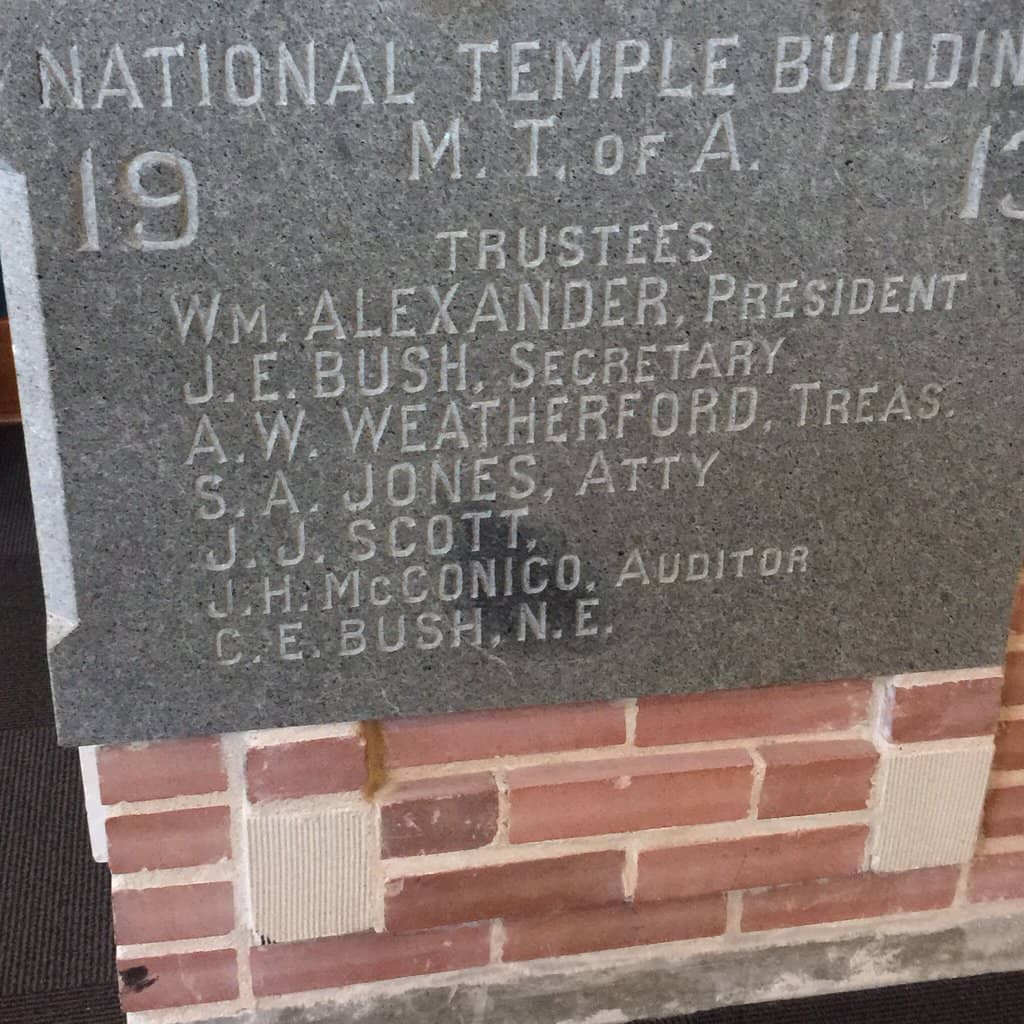 NATIONAL TEMPLE BUILDIN
M. T. OF A.
19 13
TRUSTEES
WM. ALEXANDER, PRESIDENT
J. E. BUSH, SECRETARY
A. W. WEATHERFORD, TREAS.
S. A. JONES, ATTY
J. J. SCOTT,
J. H. MCCONICO, AUDITOR
C. E. BUSH, N. E.